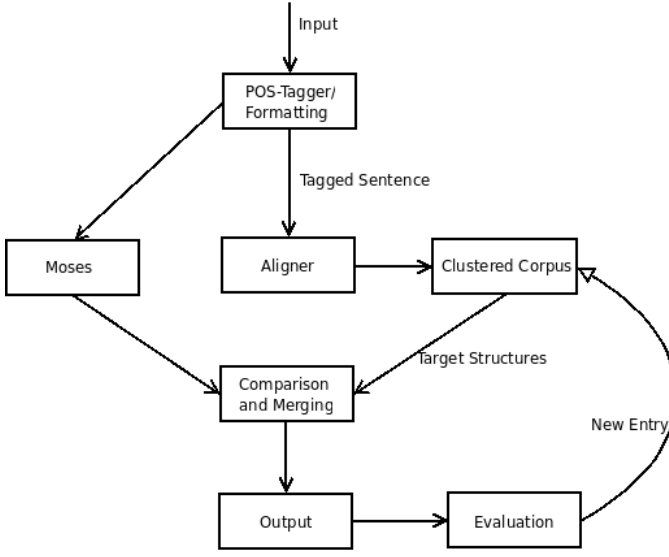 Input
POS-Tagger/
Formatting
Tagged Sentence
Moses
Aligner
Clustered Corpus
Target Structures
Comparison
and Merging
New Entry
Output
Evaluation